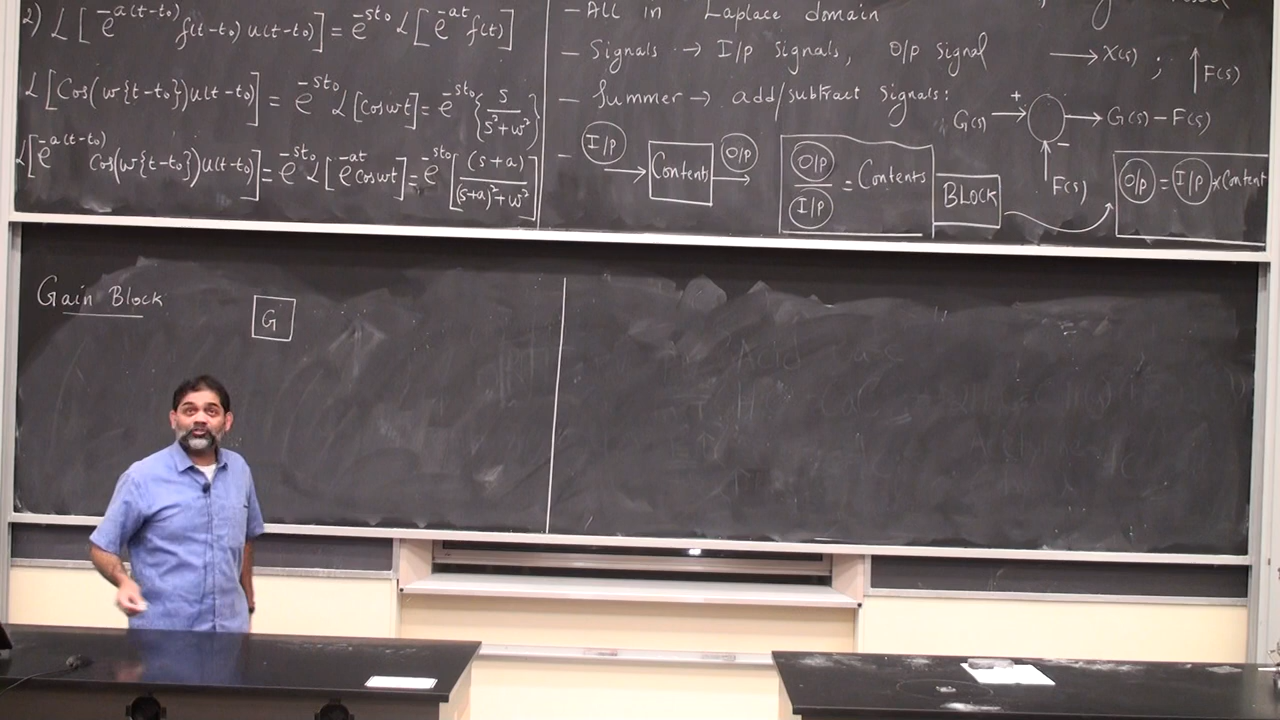 2) L[e^{-a(t-t₀)} f(t-t₀) u(t-t₀)] = e^{-st₀} L[e^{-at} f(t)]
L[Cos(w{t-t₀})u(t-t₀)] = e^{-st₀} L[coswt] = e^{-st₀} {s/(s²+w²)}
L[e^{-a(t-t₀)} Cos(w{t-t₀})u(t-t₀)] = e^{-st₀} L[e^{-at}coswt] = e^{-st₀} [(s+a)/((s+a)²+w²)]
- All in Laplace domain
- Signals → I/p signals, O/p signal → X(s) ; ↑ F(s)
- Summer → add/subtract signals:
G(s) + → → G(s) - F(s)
-
F(s)
- I/p → Content → O/p
O/p / I/p = Contents
BLOCK
O/p = I/p × Content
Gain Block
G